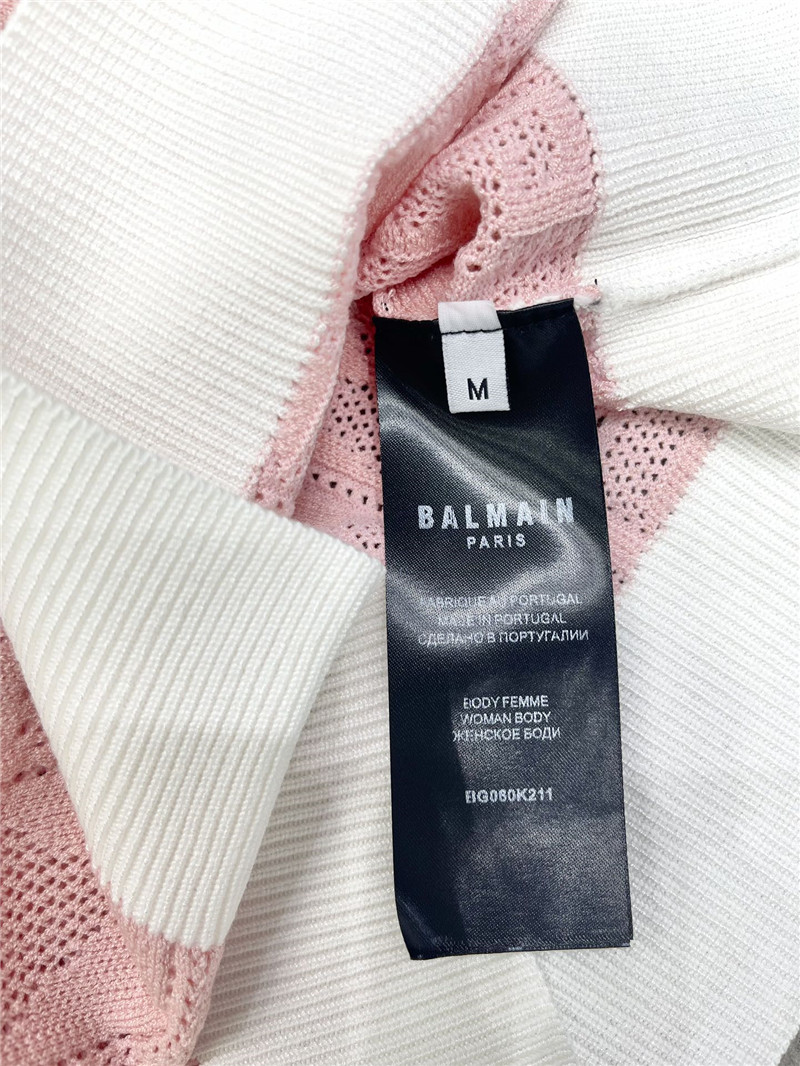 M
BALMAIN
PARIS
FABRIQUE AU PORTUGAL
MADE IN PORTUGAL
СДЕЛАНО В ПОРТУГАЛИИ
BODY FEMME
WOMAN BODY
ЖЕНСКОЕ БОДИ
BG060K211